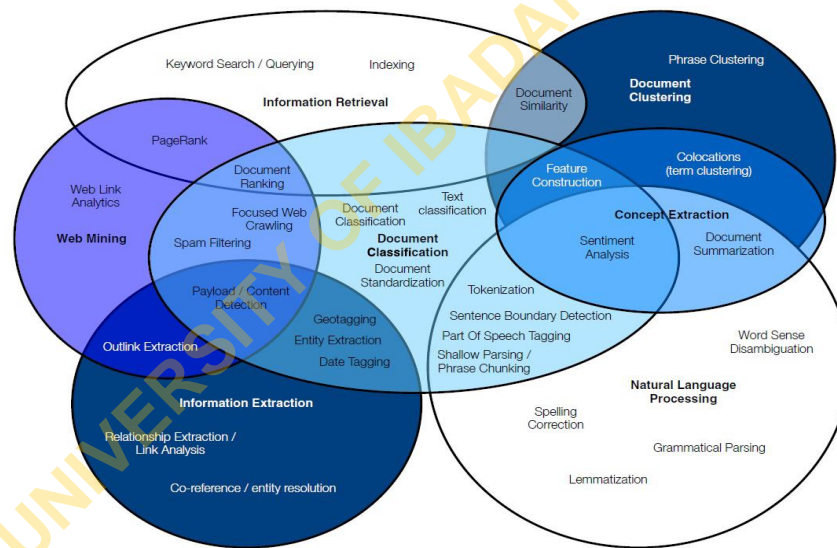 Keyword Search / Querying
Indexing
Information Retrieval
Phrase Clustering
Document
Clustering
Document
Similarity
PageRank
Document
Ranking
Feature
Construction
Colocations
(term clustering)
Web Link
Analytics
Text
classification
Focused Web
Crawling
Document
Classification
Concept Extraction
Web Mining
Spam Filtering
Document
Classification
Sentiment
Analysis
Document
Summarization
Document
Standardization
Payload / Content
Detection
Tokenization
Geotagging
Sentence Boundary Detection
Entity Extraction
Part Of Speech Tagging
Outlink Extraction
Date Tagging
Shallow Parsing /
Phrase Chunking
Word Sense
Disambiguation
Natural Language
Processing
Information Extraction
Spelling
Correction
Relationship Extraction /
Link Analysis
Grammatical Parsing
Co-reference / entity resolution
Lemmatization
UNIVERSITY OF IBADAN